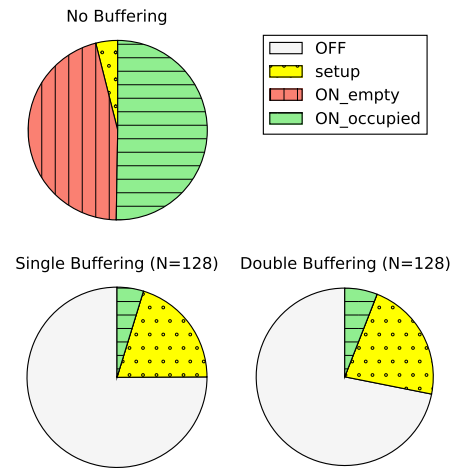 No Buffering
OFF
setup
ON_empty
ON_occupied
Single Buffering (N=128)
Double Buffering (N=128)